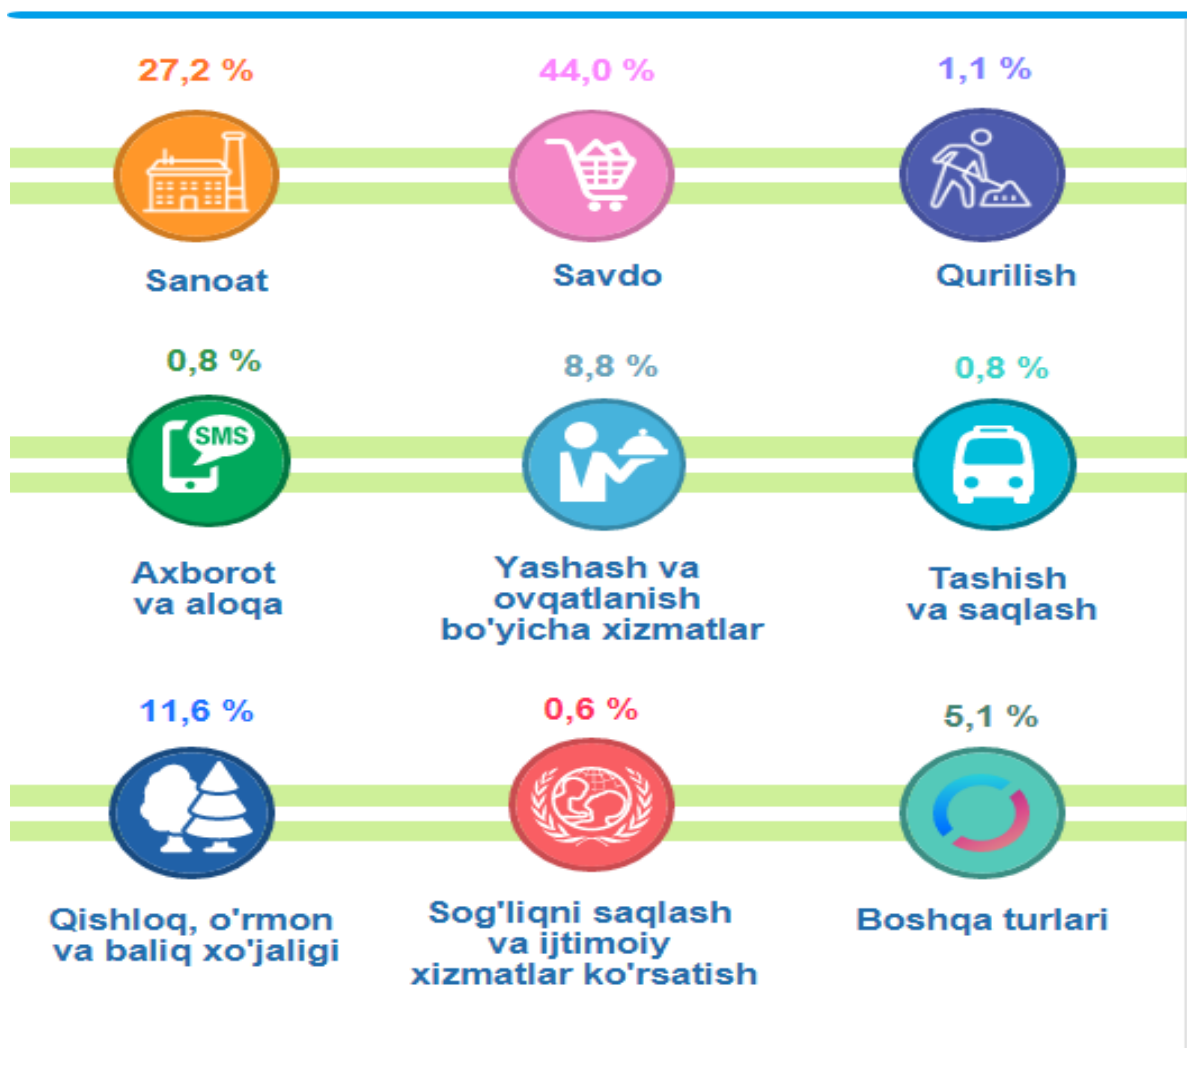 27,2 %
44,0 %
1,1 %
Sanoat
Savdo
Qurilish
0,8 %
8,8 %
0,8 %
SMS
Axborot
va aloqa
Yashash va
ovqatlanish
bo'yicha xizmatlar
Tashish
va saqlash
11,6 %
0,6 %
5,1 %
Qishloq, o'rmon
va baliq xo'jaligi
Sog'liqni saqlash
va ijtimoiy
xizmatlar ko'rsatish
Boshqa turlari